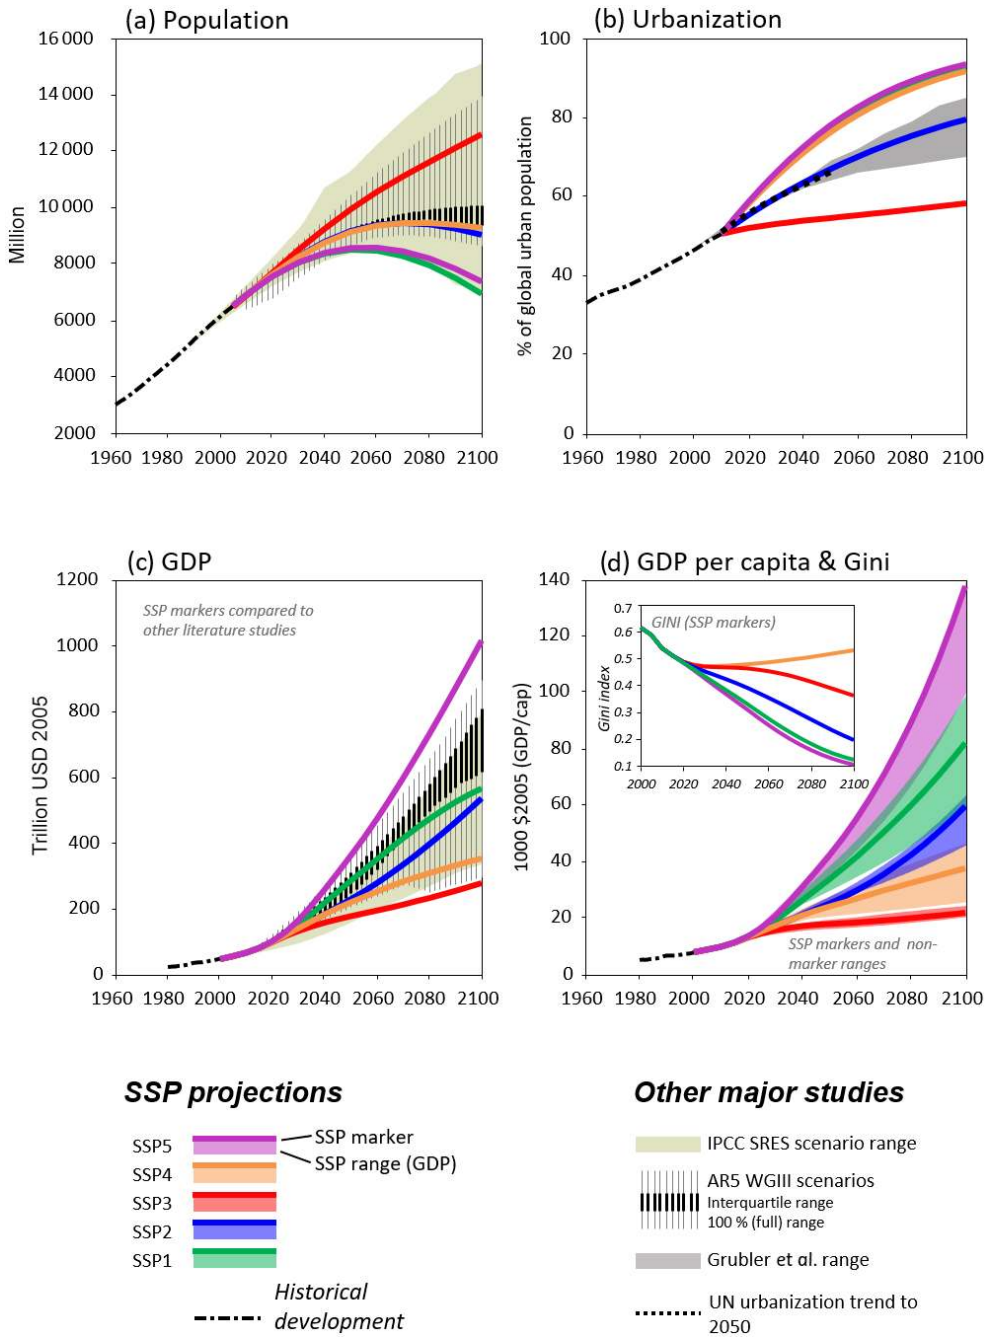 (a) Population
16 000
14 000
12 000
10 000
8000
6000
4000
2000
Million
1960 1980 2000 2020 2040 2060 2080 2100
(b) Urbanization
100
80
60
40
20
0
% of global urban population
1960 1980 2000 2020 2040 2060 2080 2100
(c) GDP
1200
1000
800
600
400
200
0
Trillion USD 2005
SSP markers compared to
other literature studies
1960 1980 2000 2020 2040 2060 2080 2100
(d) GDP per capita & Gini
140
120
100
80
60
40
20
0
1000 $2005 (GDP/cap)
GINI (SSP markers)
0.7
0.6
0.5
0.4
0.3
0.2
0.1
Gini index
2000 2020 2040 2060 2080 2100
SSP markers and non-
marker ranges
1960 1980 2000 2020 2040 2060 2080 2100
SSP projections
SSP5
SSP4
SSP3
SSP2
SSP1
SSP marker
SSP range (GDP)
Historical
development
Other major studies
IPCC SRES scenario range
AR5 WGIII scenarios
Interquartile range
100 % (full) range
Grubler et al. range
UN urbanization trend to
2050